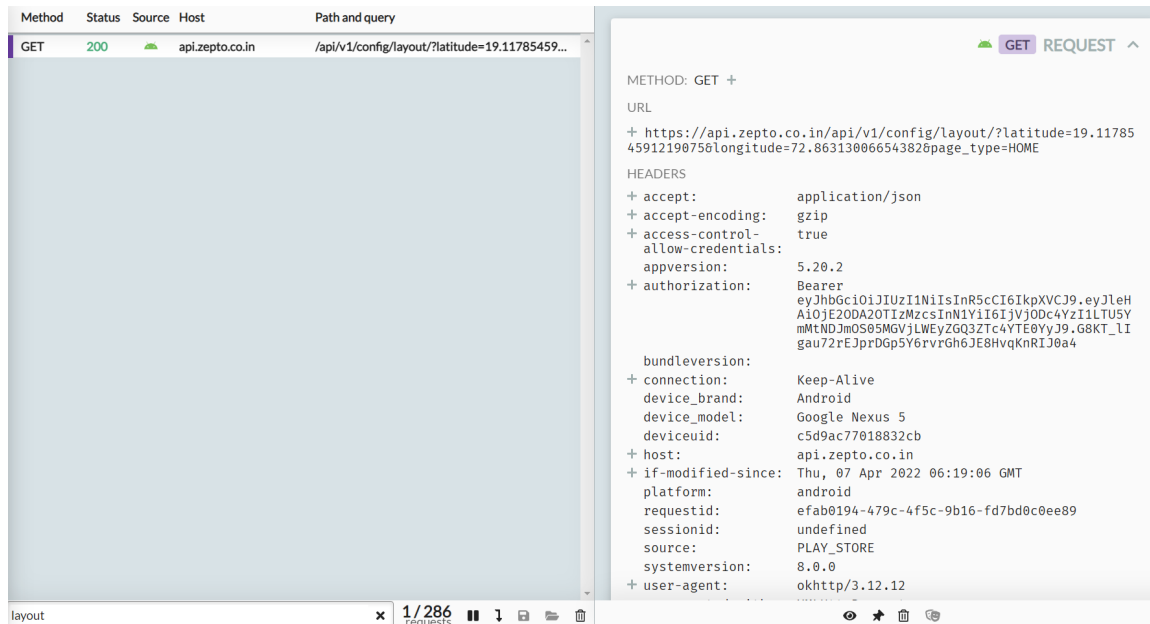 Method Status Source Host Path and query
GET 200 api.zepto.co.in /api/v1/config/layout/?latitude=19.11785459...
GET REQUEST
METHOD: GET +
URL
+ https://api.zepto.co.in/api/v1/config/layout/?latitude=19.11785
4591219075&longitude=72.86313006654382&page_type=HOME
HEADERS
+ accept: application/json
+ accept-encoding: gzip
+ access-control- true
allow-credentials:
appversion: 5.20.2
+ authorization: Bearer
eyJhbGciOiJIUzI1NiIsInR5cCI6IkpXVCJ9.eyJleH
AiOjE2ODA2OTIzMzcsInN1YiI6IjVjODc4YzI1LTU5Y
mMtNDJmOS05MGVjLWEyZGQ3ZTc4YTE0YyJ9.G8KT_lI
gau72rEJprDGp5Y6rvrGh6JE8HvqKnRIJ0a4
bundleversion:
+ connection: Keep-Alive
device_brand: Android
device_model: Google Nexus 5
deviceuid: c5d9ac77018832cb
+ host: api.zepto.co.in
+ if-modified-since: Thu, 07 Apr 2022 06:19:06 GMT
platform: android
requestid: efab0194-479c-4f5c-9b16-fd7bd0c0ee89
sessionid: undefined
source: PLAY_STORE
systemversion: 8.0.0
+ user-agent: okhttp/3.12.12
layout
1 / 286
requests